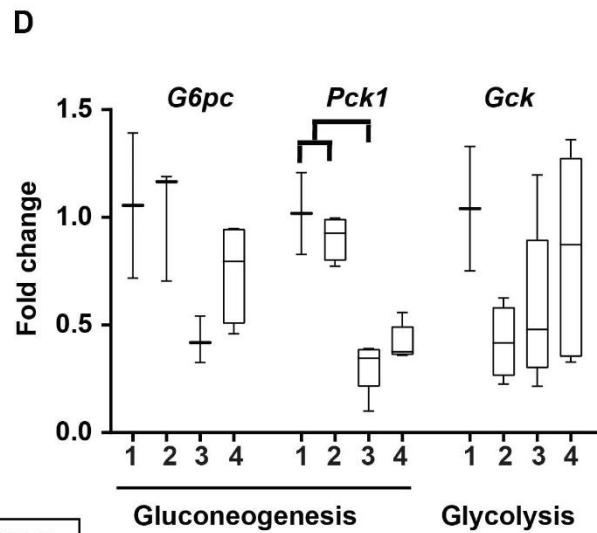 D
G6pc Pck1 Gck
1.5
1.0
0.5
0.0
Fold change
1 2 3 4 1 2 3 4 1 2 3 4
Gluconeogenesis Glycolysis